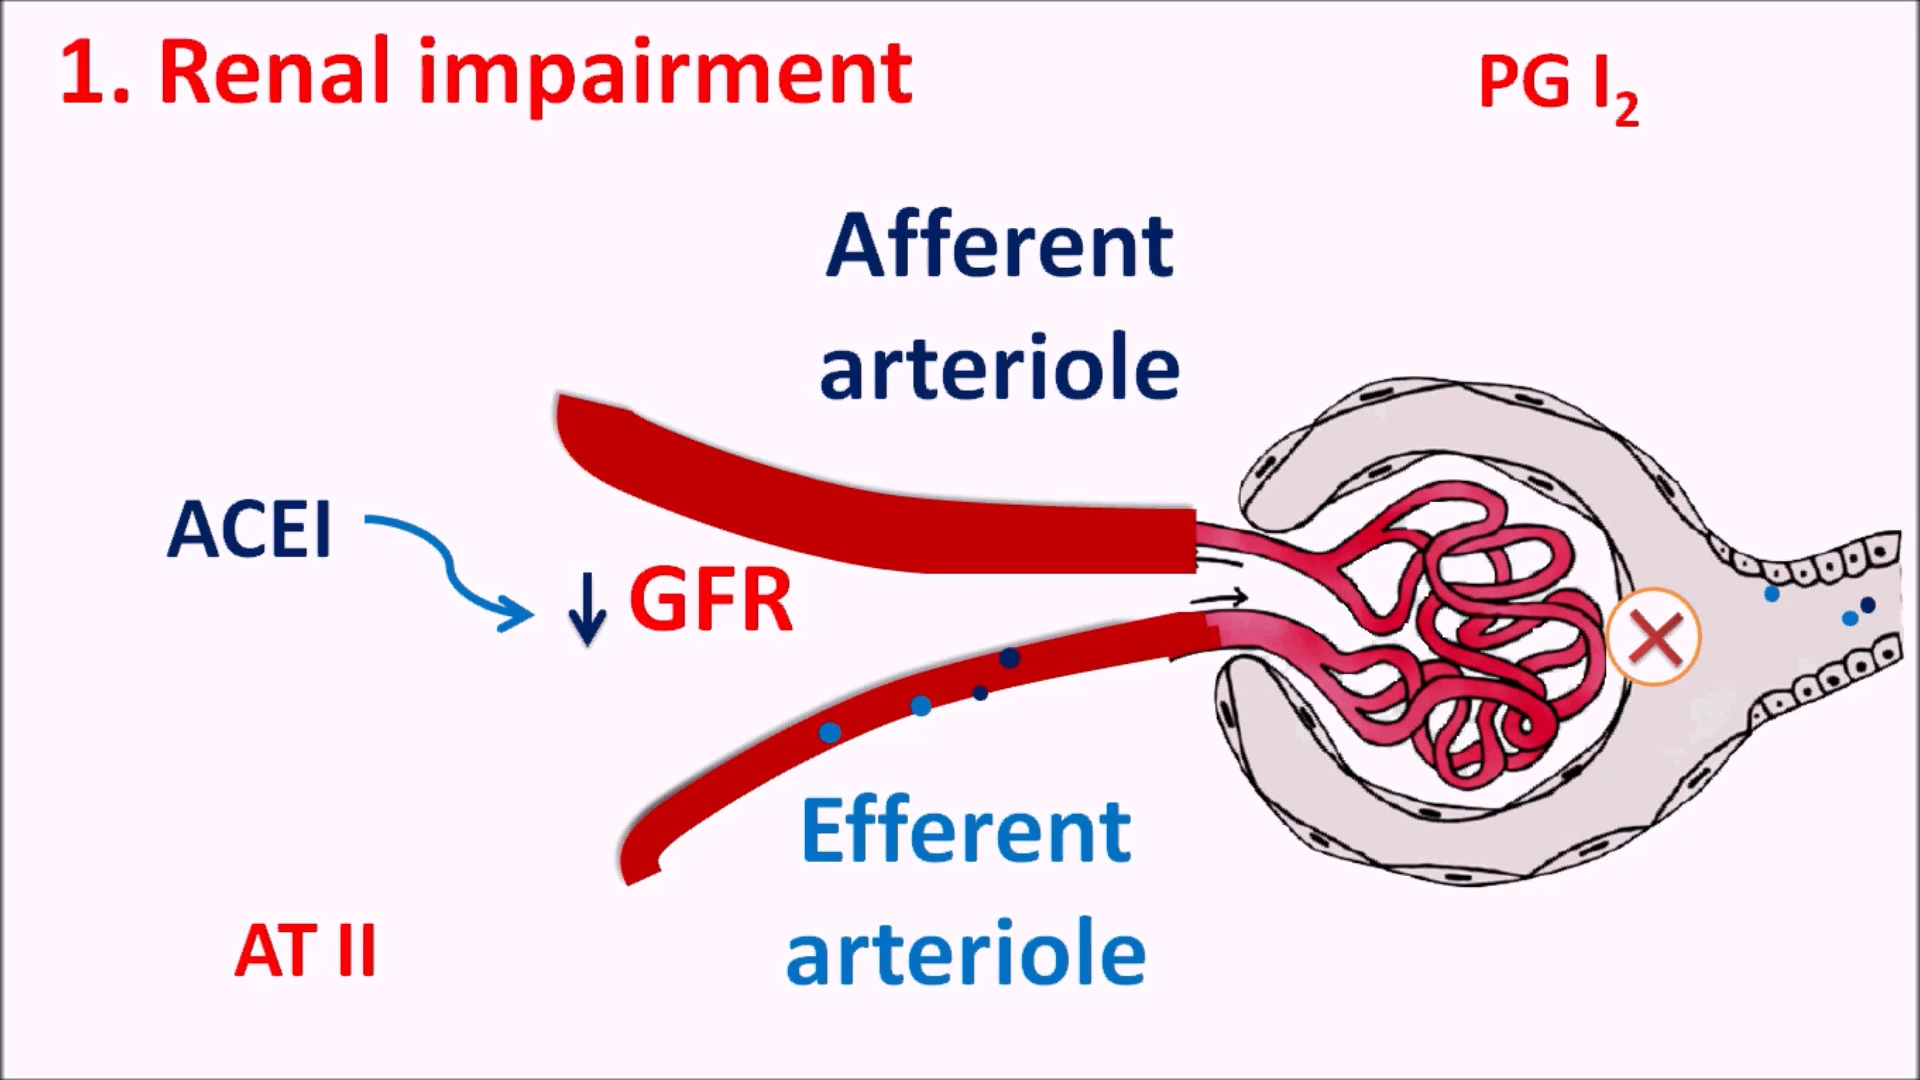 1. Renal impairment
PG I₂
Afferent
arteriole
ACEI
↓ GFR
Efferent
arteriole
AT II